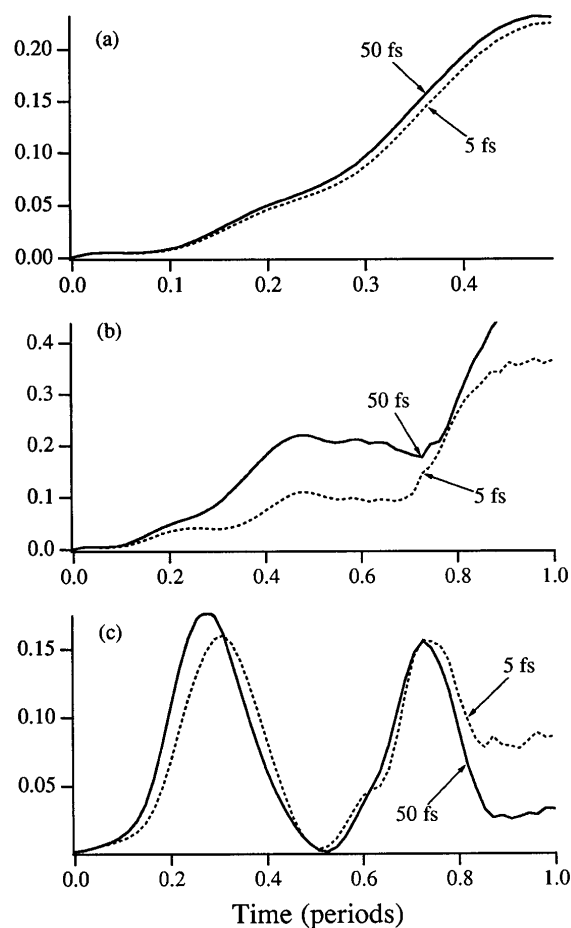 (a)
0.20
0.15
0.10
0.05
0.00
50 fs
5 fs
0.0 0.1 0.2 0.3 0.4
(b)
0.4
0.3
0.2
0.1
0.0
50 fs
5 fs
0.0 0.2 0.4 0.6 0.8 1.0
(c)
0.15
0.10
0.05
5 fs
50 fs
0.0 0.2 0.4 0.6 0.8 1.0
Time (periods)